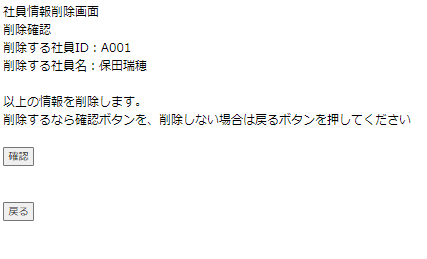 社員情報削除画面
削除確認
削除する社員ID：A001
削除する社員名：保田瑞穂
以上の情報を削除します。
削除するなら確認ボタンを、削除しない場合は戻るボタンを押してください
確認
戻る